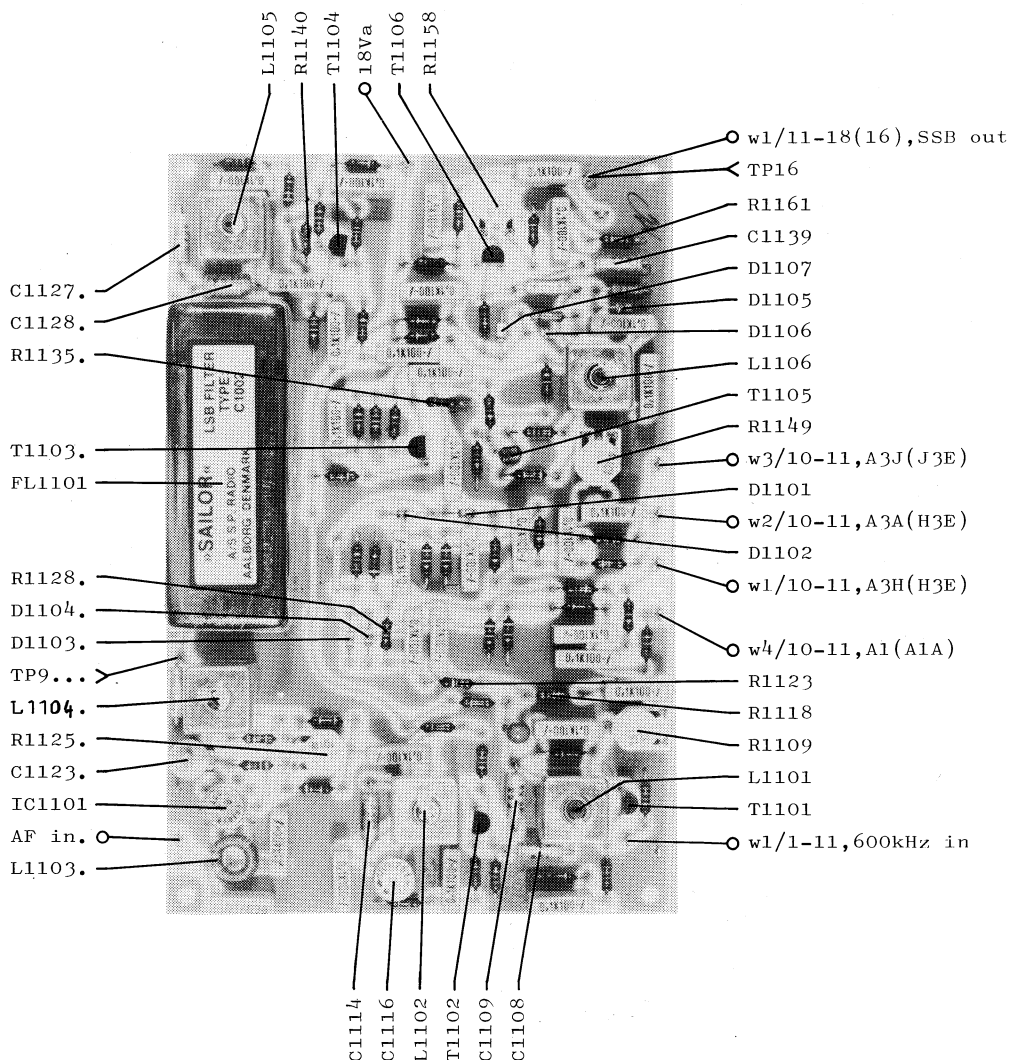 L1105
R1140
T1104
18Va
T1106
R1158
w1/11-18(16),SSB out
TP16
R1161
C1139
D1107
D1105
D1106
L1106
T1105
R1149
w3/10-11,A3J(J3E)
D1101
w2/10-11,A3A(H3E)
D1102
w1/10-11,A3H(H3E)
w4/10-11,A1(A1A)
R1123
R1118
R1109
L1101
T1101
w1/1-11,600kHz in
C1127.
C1128.
R1135.
T1103.
FL1101
R1128.
D1104.
D1103.
TP9...
L1104.
R1125.
C1123.
IC1101
AF in.
L1103.
»SAILOR«
LSB FILTER
TYPE
C1002
A/S S.P. RADIO
AALBORG DENMARK
C1114
C1116
L1102
T1102
C1109
C1108